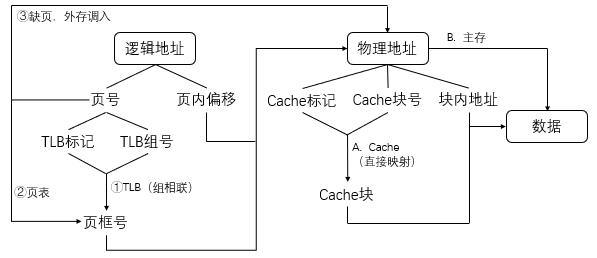 ③缺页，外存调入
逻辑地址
物理地址
B. 主存
页号
页内偏移
Cache标记
Cache块号
块内地址
TLB标记
TLB组号
数据
A. Cache
（直接映射）
②页表
①TLB（组相联）
Cache块
页框号